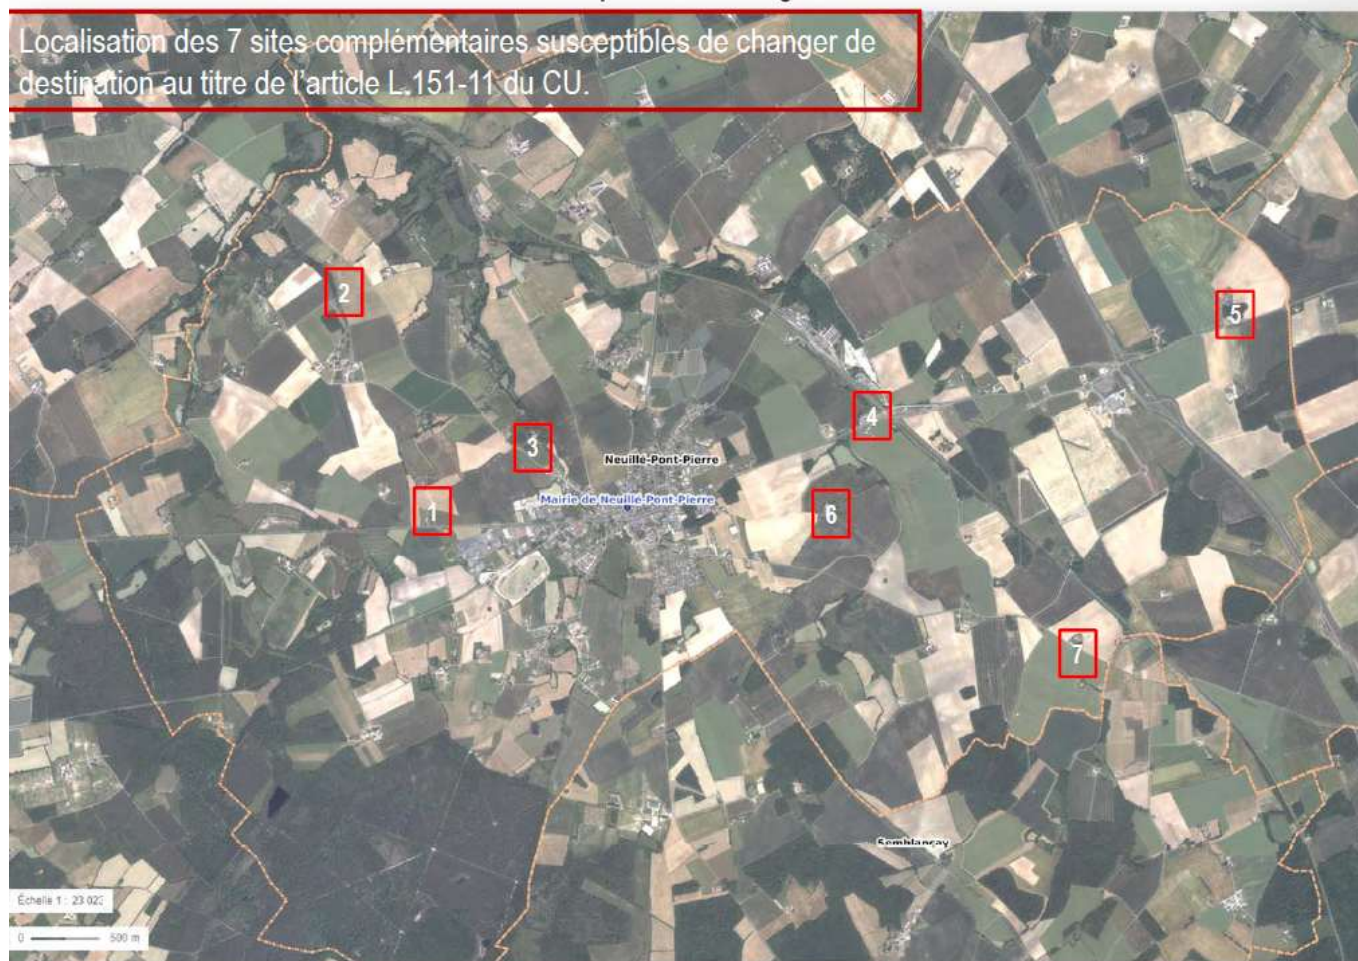 Localisation des 7 sites complémentaires susceptibles de changer de
destination au titre de l'article L.151-11 du CU.
2
5
4
3
Neuillé-Pont-Pierre
Mairie de Neuillé-Pont-Pierre
1
6
7
Semblançay
Échelle 1 : 23 023
0 500 m